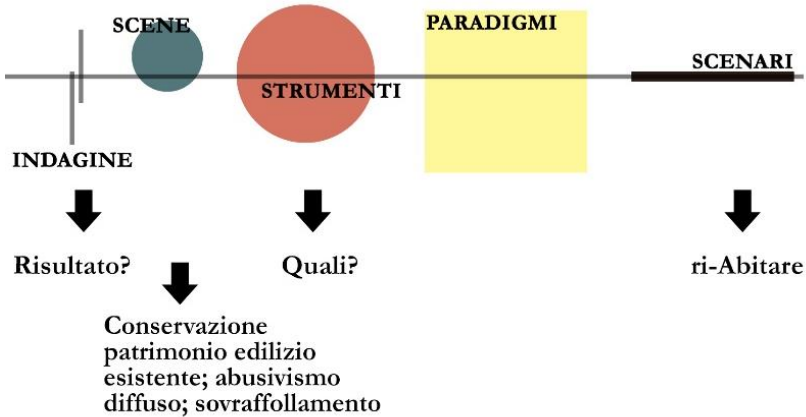 SCENE
STRUMENTI
PARADIGMI
SCENARI
INDAGINE
Risultato?
Quali?
ri-Abitare
Conservazione
patrimonio edilizio
esistente; abusivismo
diffuso; sovraffollamento